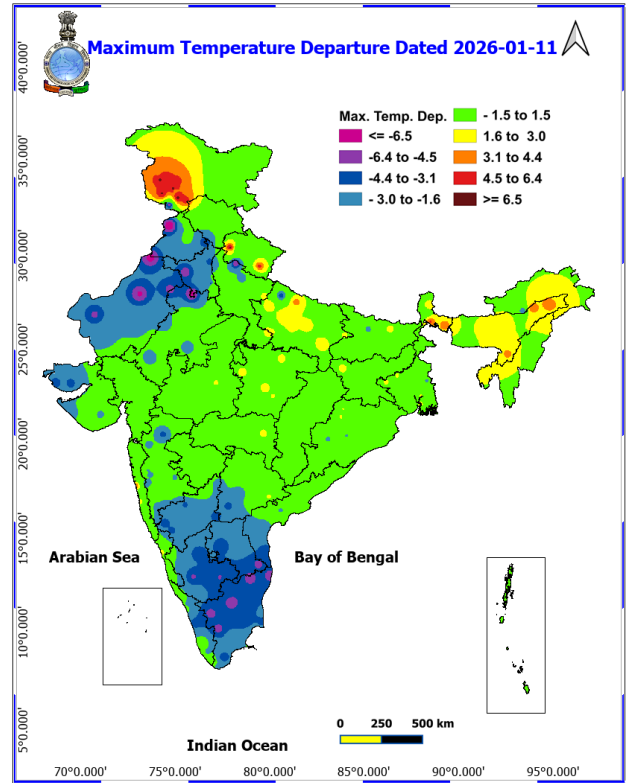 Maximum Temperature Departure Dated 2026-01-11
Max. Temp. Dep.
<= -6.5
-6.4 to -4.5
-4.4 to -3.1
- 3.0 to -1.6
- 1.5 to 1.5
1.6 to 3.0
3.1 to 4.4
4.5 to 6.4
>= 6.5
40°0.000'
35°0.000'
30°0.000'
25°0.000'
20°0.000'
15°0.000'
10°0.000'
5°0.000'
Arabian Sea
Bay of Bengal
0 250 500 km
Indian Ocean
70°0.000' 75°0.000' 80°0.000' 85°0.000' 90°0.000' 95°0.000'